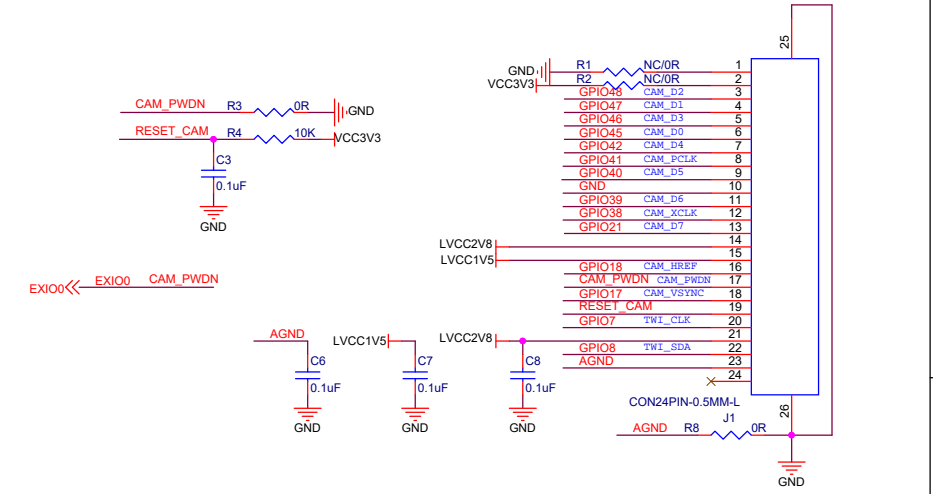 25
GND R1 NC/0R 1
VCC3V3 R2 NC/0R 2
GPIO48 CAM_D2 3
GPIO47 CAM_D1 4
GPIO46 CAM_D3 5
GPIO45 CAM_D0 6
GPIO42 CAM_D4 7
GPIO41 CAM_PCLK 8
GPIO40 CAM_D5 9
GND 10
GPIO39 CAM_D6 11
GPIO38 CAM_XCLK 12
GPIO21 CAM_D7 13
LVCC2V8 14
LVCC1V5 15
GPIO18 CAM_HREF 16
CAM_PWDN CAM_PWDN 17
GPIO17 CAM_VSYNC 18
RESET_CAM 19
GPIO7 TWI_CLK 20
21
GPIO8 TWI_SDA 22
AGND 23
24
CON24PIN-0.5MM-L
26
J1
AGND R8 0R
GND
CAM_PWDN R3 0R GND
RESET_CAM R4 10K VCC3V3
C3
0.1uF
GND
EXIO0 EXIO0 CAM_PWDN
AGND
C6
0.1uF
GND
LVCC1V5
C7
0.1uF
GND
LVCC2V8
C8
0.1uF
GND